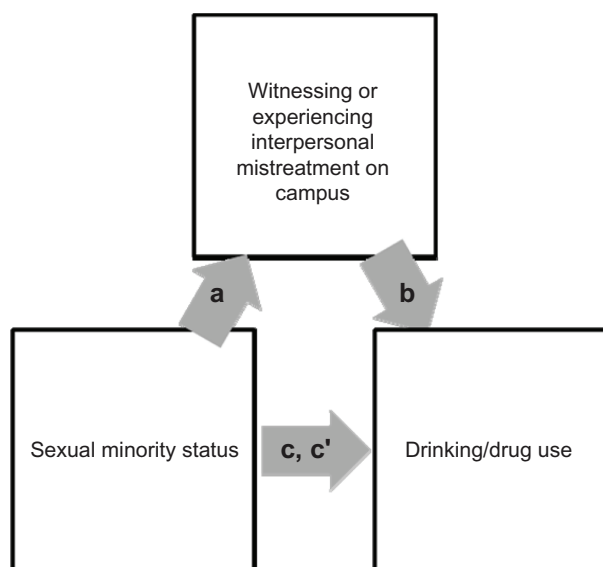 Witnessing or
experiencing
interpersonal
mistreatment on
campus
a
b
Sexual minority status
c, c'
Drinking/drug use